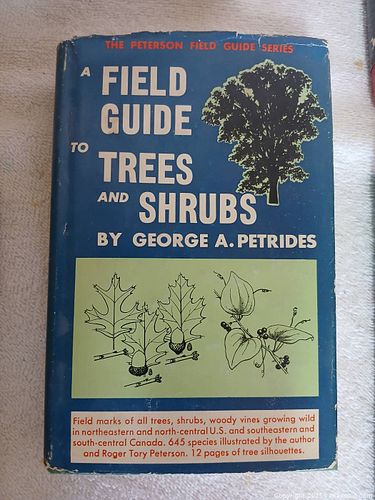 THE PETERSON FIELD GUIDE SERIES
A FIELD
GUIDE
TO TREES
AND SHRUBS
BY GEORGE A. PETRIDES
Field marks of all trees, shrubs, woody vines growing wild
in northeastern and north-central U.S. and southeastern and
south-central Canada. 645 species illustrated by the author
and Roger Tory Peterson. 12 pages of tree silhouettes.